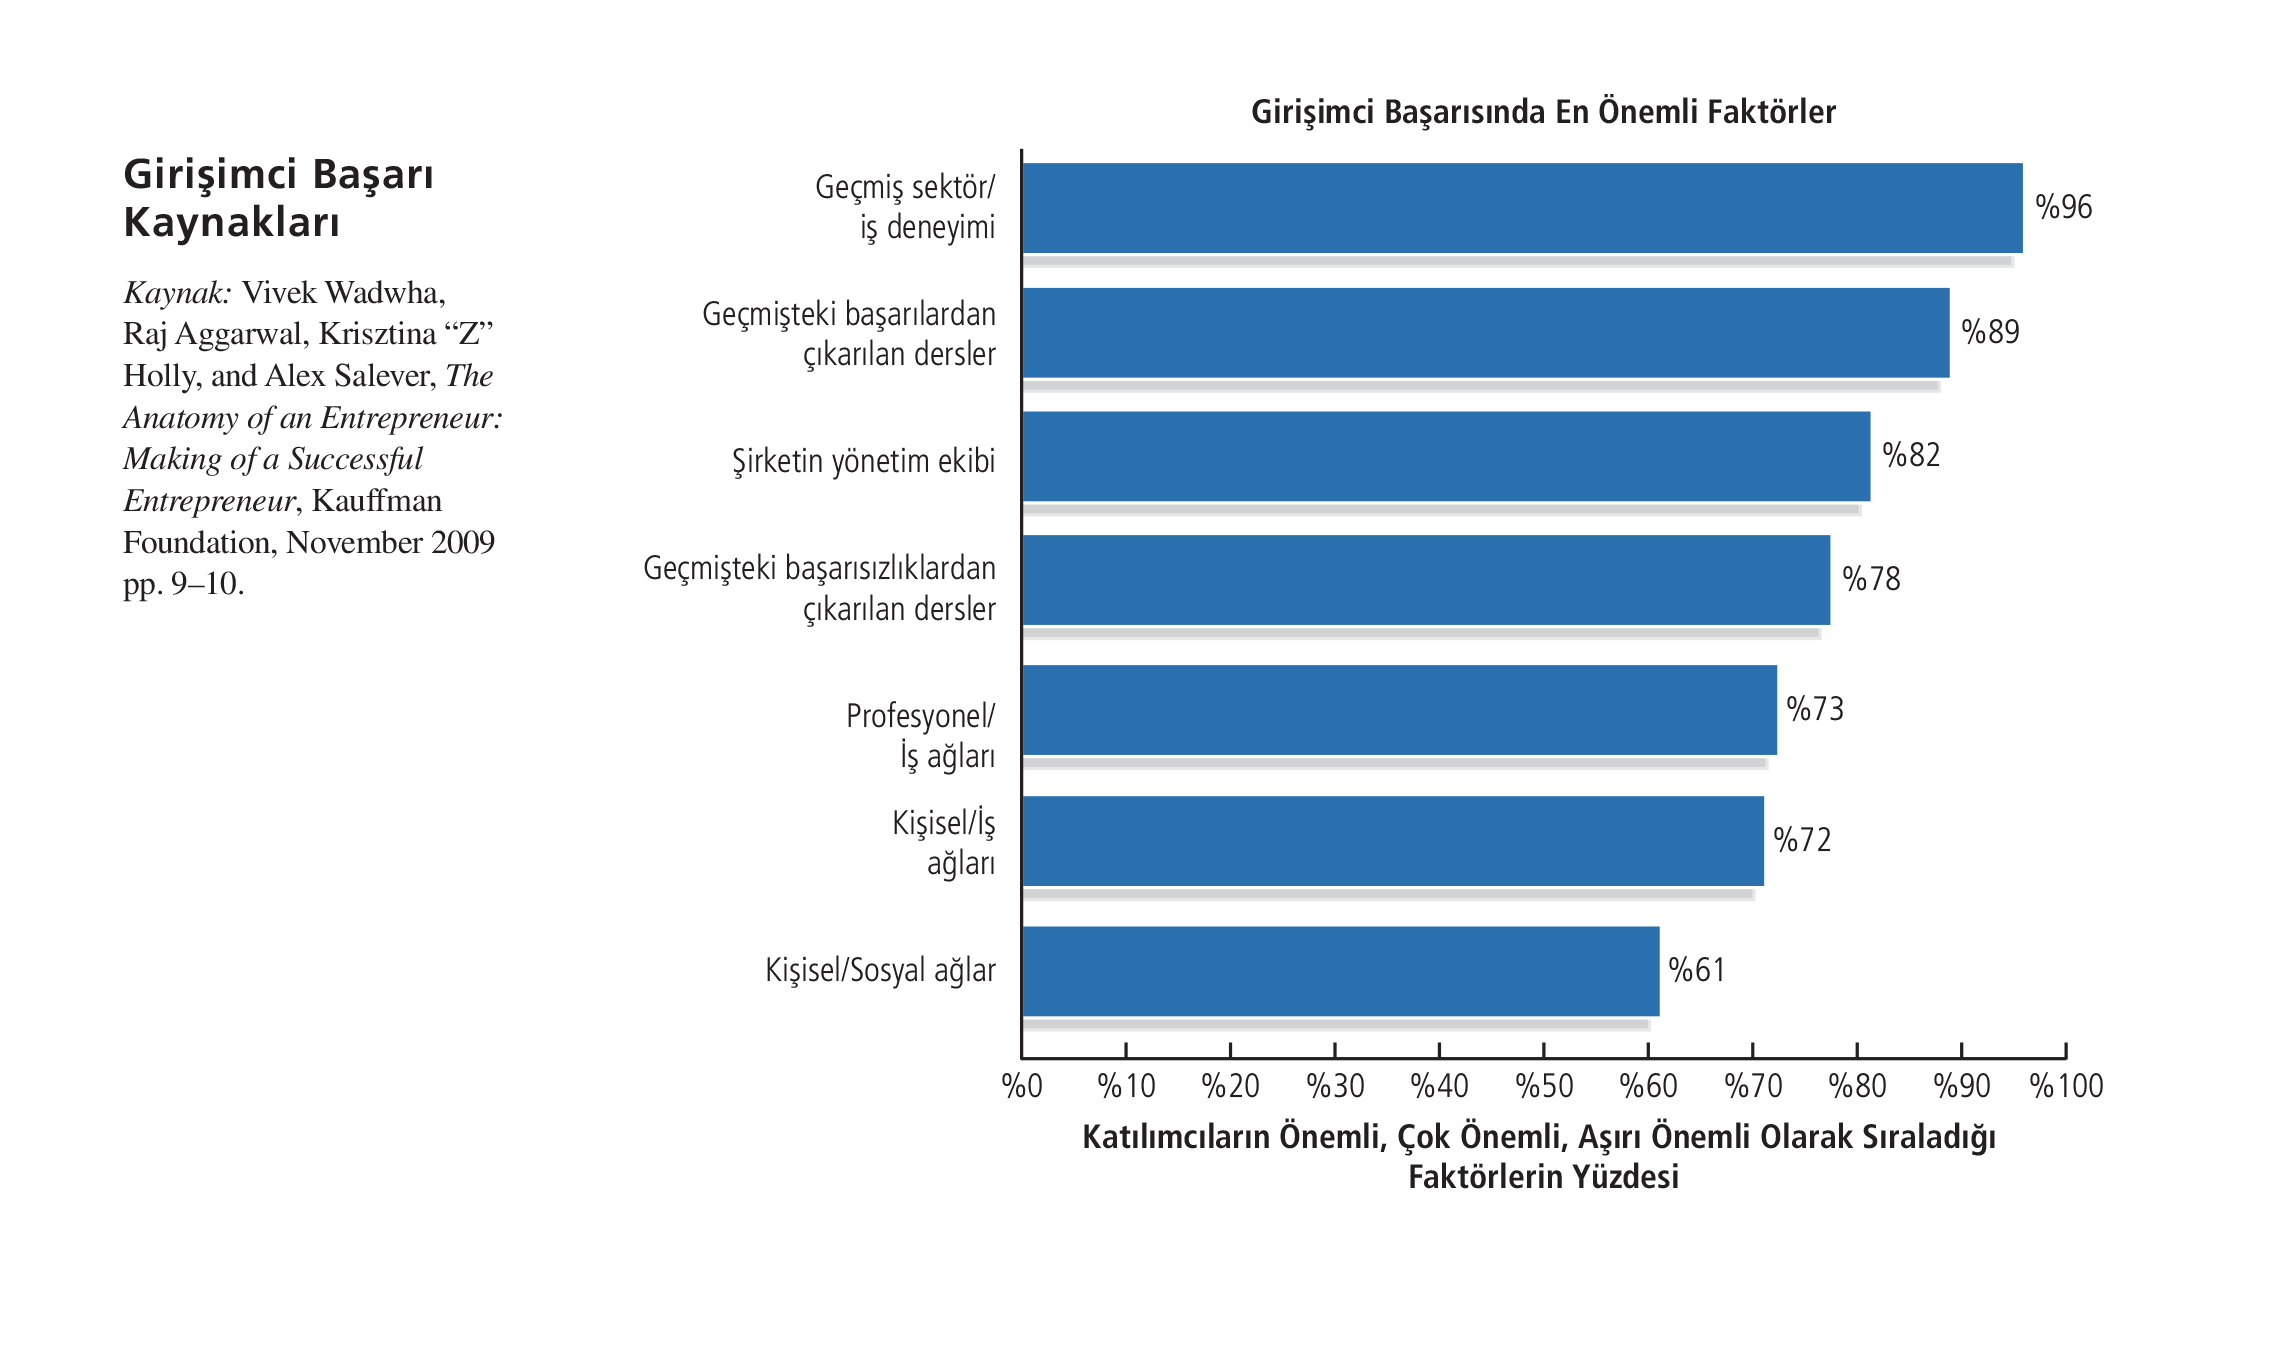 Girişimci Başarı
Kaynakları
Kaynak: Vivek Wadwha,
Raj Aggarwal, Krisztina “Z”
Holly, and Alex Salever, The
Anatomy of an Entrepreneur:
Making of a Successful
Entrepreneur, Kauffman
Foundation, November 2009
pp. 9–10.
Girişimci Başarısında En Önemli Faktörler
Geçmiş sektör/
iş deneyimi
%96
Geçmişteki başarılardan
çıkarılan dersler
%89
Şirketin yönetim ekibi
%82
Geçmişteki başarısızlıklardan
çıkarılan dersler
%78
Profesyonel/
İş ağları
%73
Kişisel/İş
ağları
%72
Kişisel/Sosyal ağlar
%61
%0 %10 %20 %30 %40 %50 %60 %70 %80 %90 %100
Katılımcıların Önemli, Çok Önemli, Aşırı Önemli Olarak Sıraladığı
Faktörlerin Yüzdesi